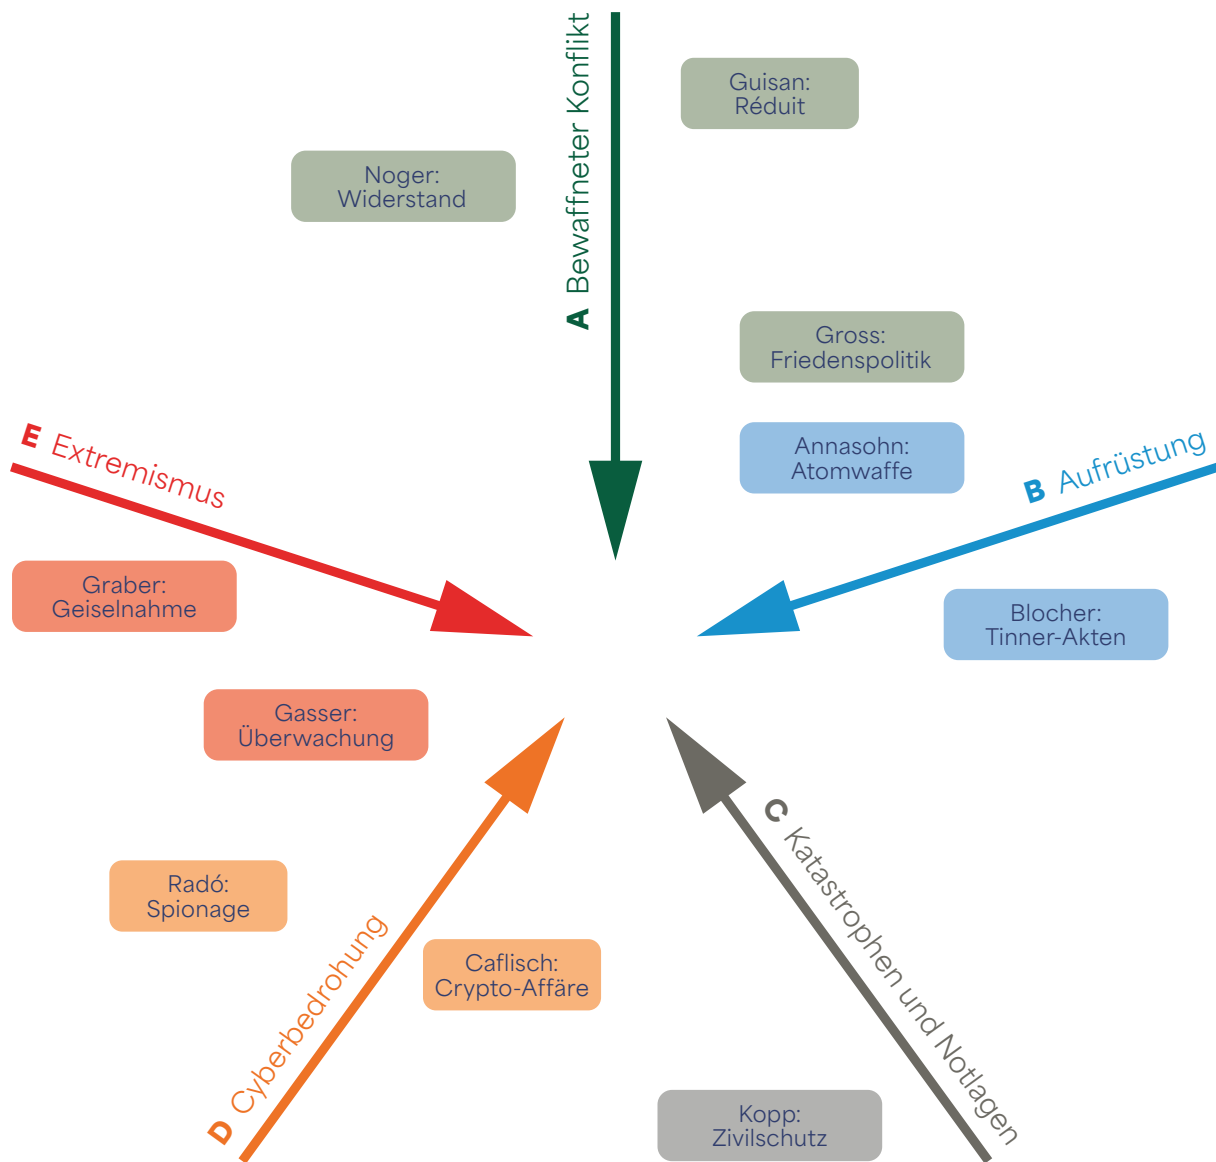 A Bewaffneter Konflikt
Guisan:
Réduit
Noger:
Widerstand
Gross:
Friedenspolitik
Annasohn:
Atomwaffe
B Aufrüstung
E Extremismus
Graber:
Geiselnahme
Blocher:
Tinner-Akten
Gasser:
Überwachung
Radó:
Spionage
D Cyberbedrohung
Caflisch:
Crypto-Affäre
C Katastrophen und Notlagen
Kopp:
Zivilschutz